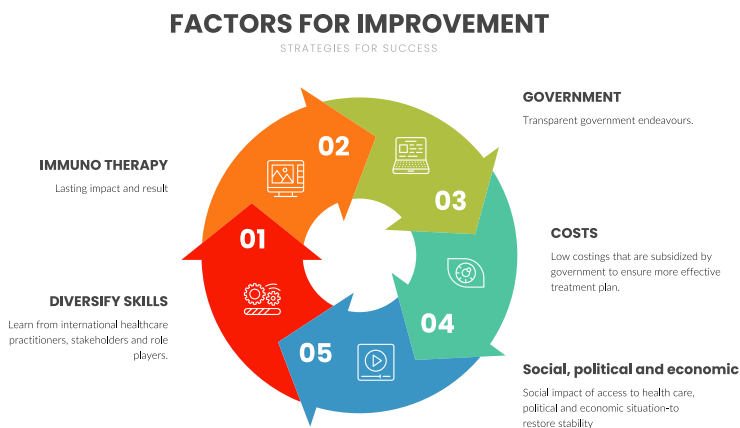 FACTORS FOR IMPROVEMENT
STRATEGIES FOR SUCCESS
GOVERNMENT
Transparent government endeavours.
02
IMMUNO THERAPY
Lasting impact and result
03
01
COSTS
Low costings that are subsidized by
government to ensure more effective
treatment plan.
DIVERSIFY SKILLS
Learn from international healthcare
practitioners, stakeholders and role
players.
04
05
Social, political and economic
Social impact of access to health care,
political and economic situation-to
restore stability